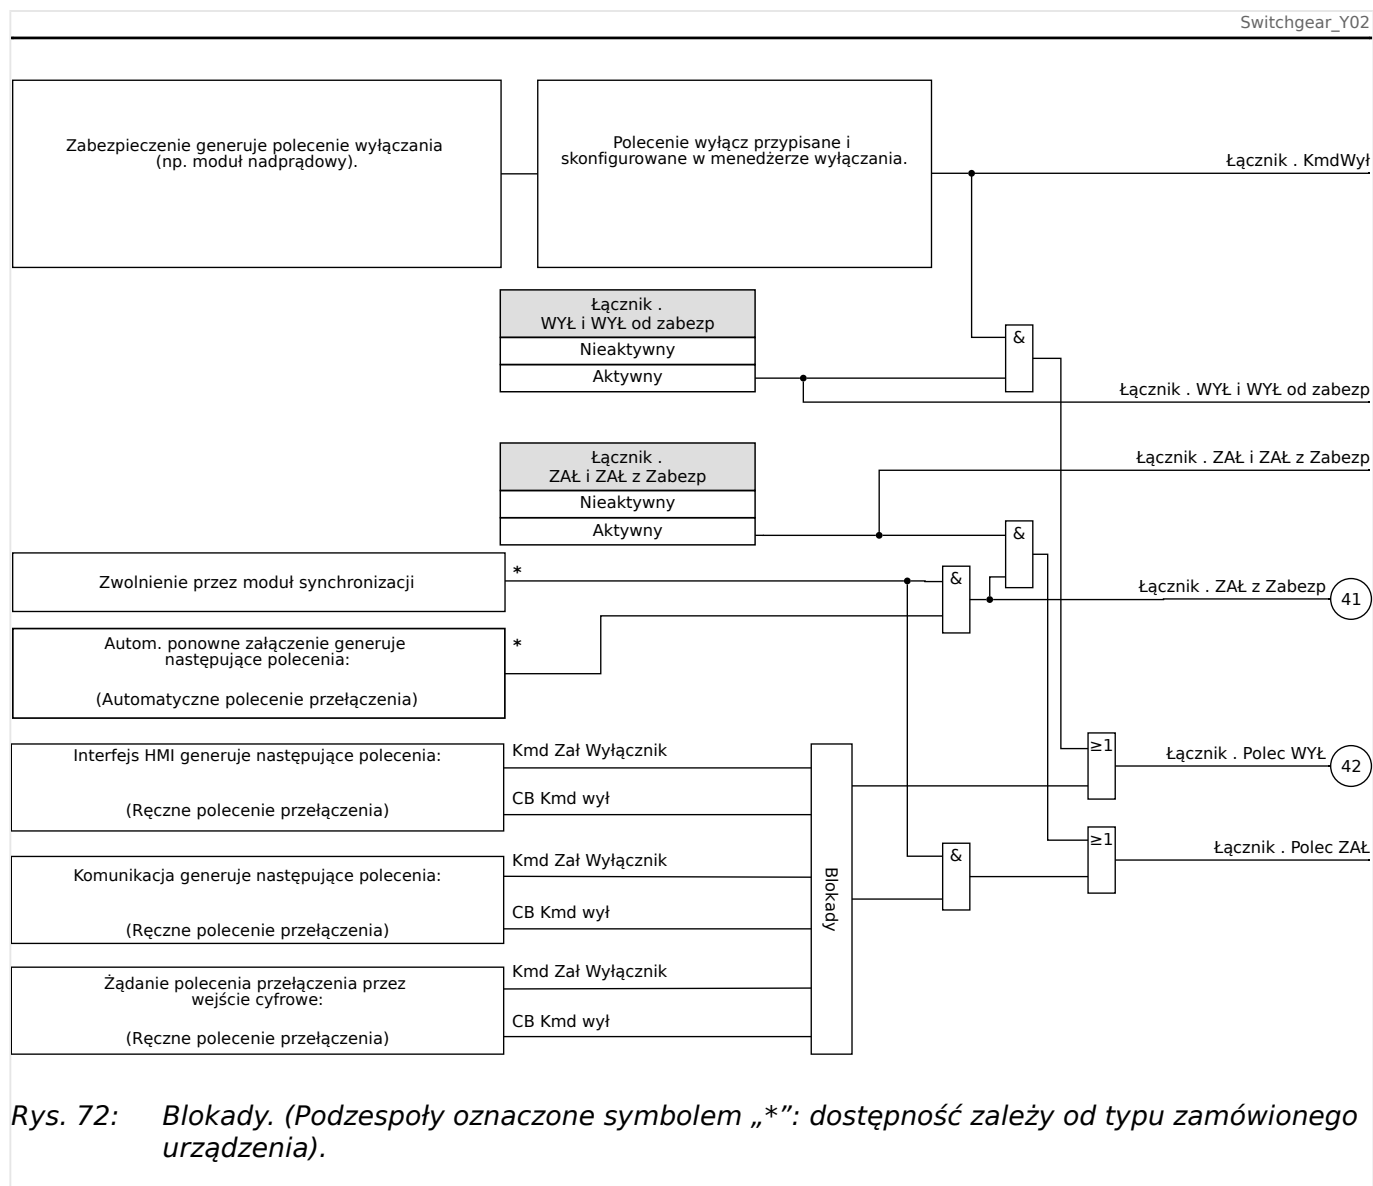 Switchgear_Y02
Zabezpieczenie generuje polecenie wyłączania
(np. moduł nadprądowy).
Polecenie wyłącz przypisane i
skonfigurowane w menedżerze wyłączania.
Łącznik . KmdWył
Łącznik .
WYŁ i WYŁ od zabezp
Nieaktywny
Aktywny
&
Łącznik . WYŁ i WYŁ od zabezp
Łącznik .
ZAŁ i ZAŁ z Zabezp
Nieaktywny
Aktywny
Łącznik . ZAŁ i ZAŁ z Zabezp
&
Zwolnienie przez moduł synchronizacji
*
&
Łącznik . ZAŁ z Zabezp
41
Autom. ponowne załączenie generuje
następujące polecenia:
(Automatyczne polecenie przełączenia)
*
Interfejs HMI generuje następujące polecenia:
(Ręczne polecenie przełączenia)
Kmd Zał Wyłącznik
CB Kmd wył
≥1
Łącznik . Polec WYŁ
42
Komunikacja generuje następujące polecenia:
(Ręczne polecenie przełączenia)
Kmd Zał Wyłącznik
CB Kmd wył
Blokady
&
≥1
Łącznik . Polec ZAŁ
Żądanie polecenia przełączenia przez
wejście cyfrowe:
(Ręczne polecenie przełączenia)
Kmd Zał Wyłącznik
CB Kmd wył
Rys. 72: Blokady. (Podzespoły oznaczone symbolem „*”: dostępność zależy od typu zamówionego
urządzenia).